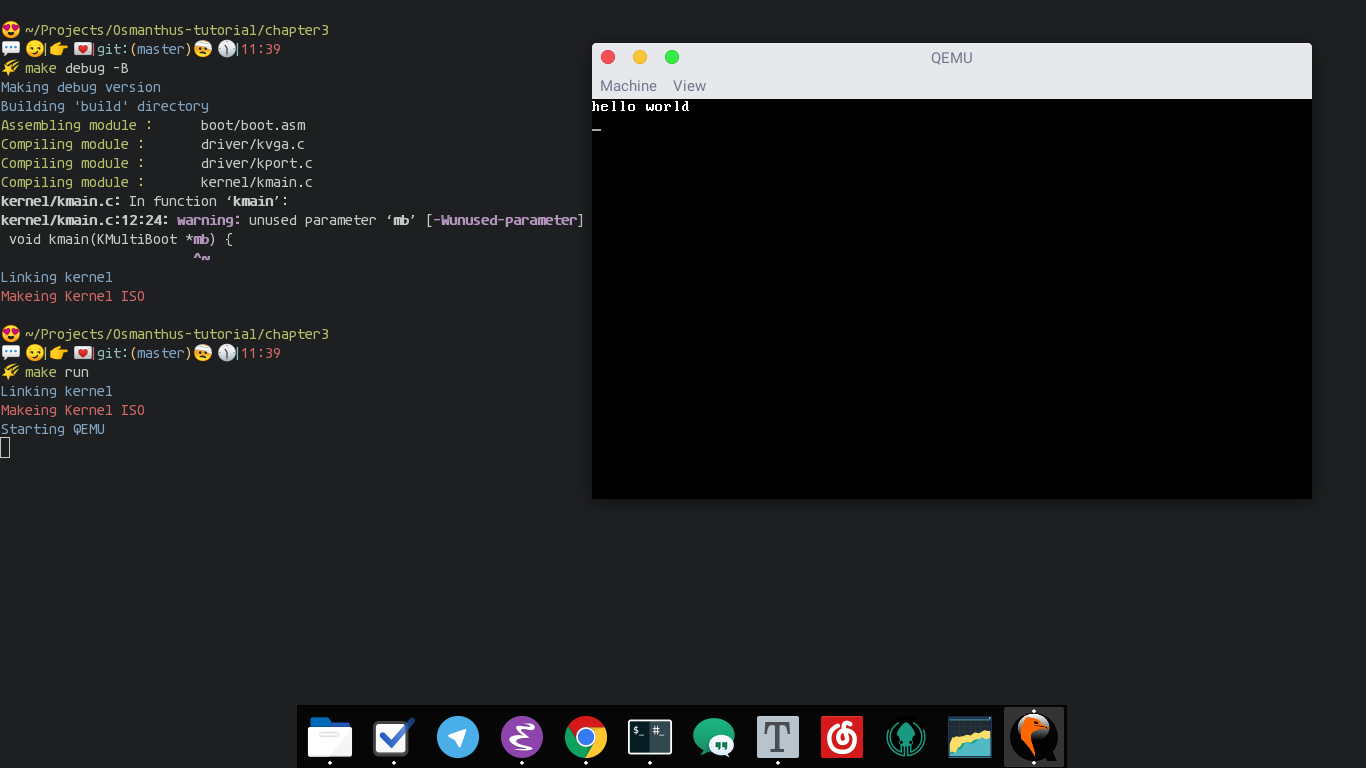 😍 ~/Projects/Osmanthus-tutorial/chapter3
💬 😏|👉 💌|git:(master)🤕 🕦|11:39
🌠 make debug -B
Making debug version
Building 'build' directory
Assembling module :      boot/boot.asm
Compiling module :       driver/kvga.c
Compiling module :       driver/kport.c
Compiling module :       kernel/kmain.c
kernel/kmain.c: In function ‘kmain’:
kernel/kmain.c:12:24: warning: unused parameter ‘mb’ [-Wunused-parameter]
 void kmain(KMultiBoot *mb) {
                        ^~
Linking kernel
Makeing Kernel ISO
😍 ~/Projects/Osmanthus-tutorial/chapter3
💬 😏|👉 💌|git:(master)🤕 🕦|11:39
🌠 make run
Linking kernel
Makeing Kernel ISO
Starting QEMU
QEMU
Machine View
hello world
_
$_ #_
T